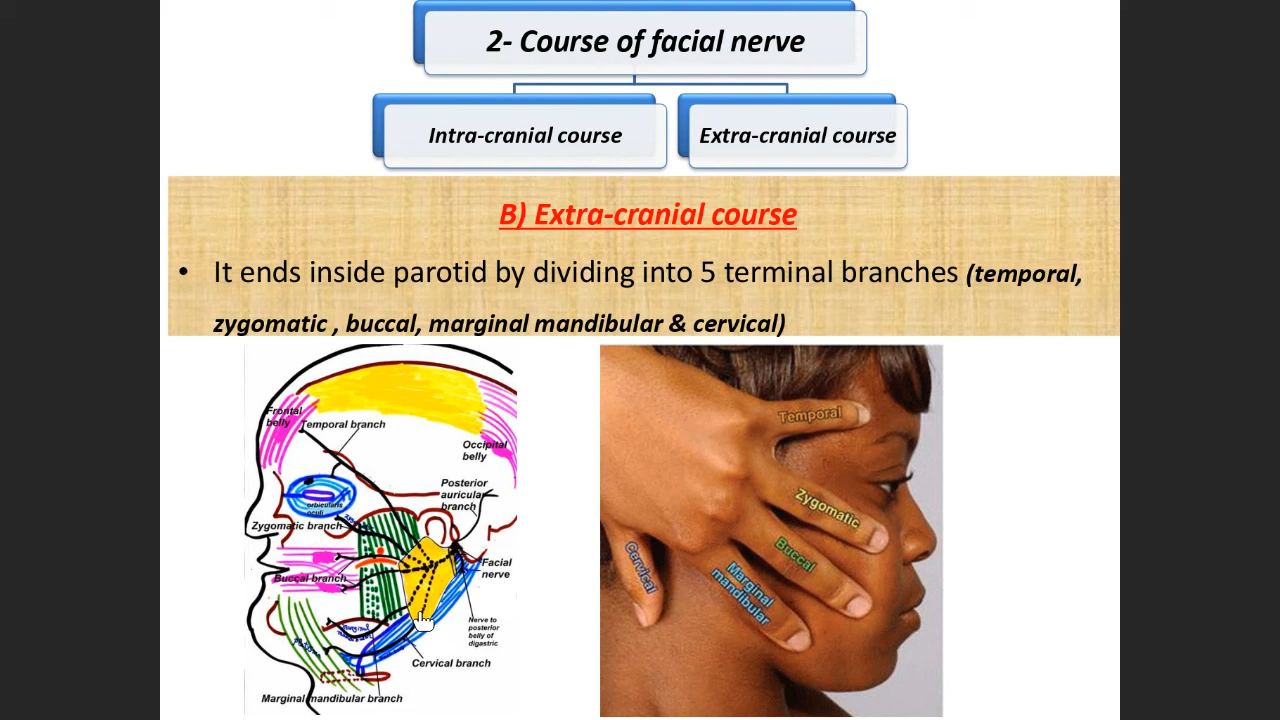 2- Course of facial nerve
Intra-cranial course
Extra-cranial course
B) Extra-cranial course
• It ends inside parotid by dividing into 5 terminal branches (temporal,
zygomatic , buccal, marginal mandibular & cervical)
Frontal
belly
Temporal branch
Occipital
belly
Posterior
auricular
branch
orbicularis
oculi
Zygomatic branch
Facial
nerve
Buccal branch
Nerve to
posterior
belly of
digastric
Cervical branch
Marginal mandibular branch
Temporal
Zygomatic
Buccal
Marginal
mandibular
Cervical